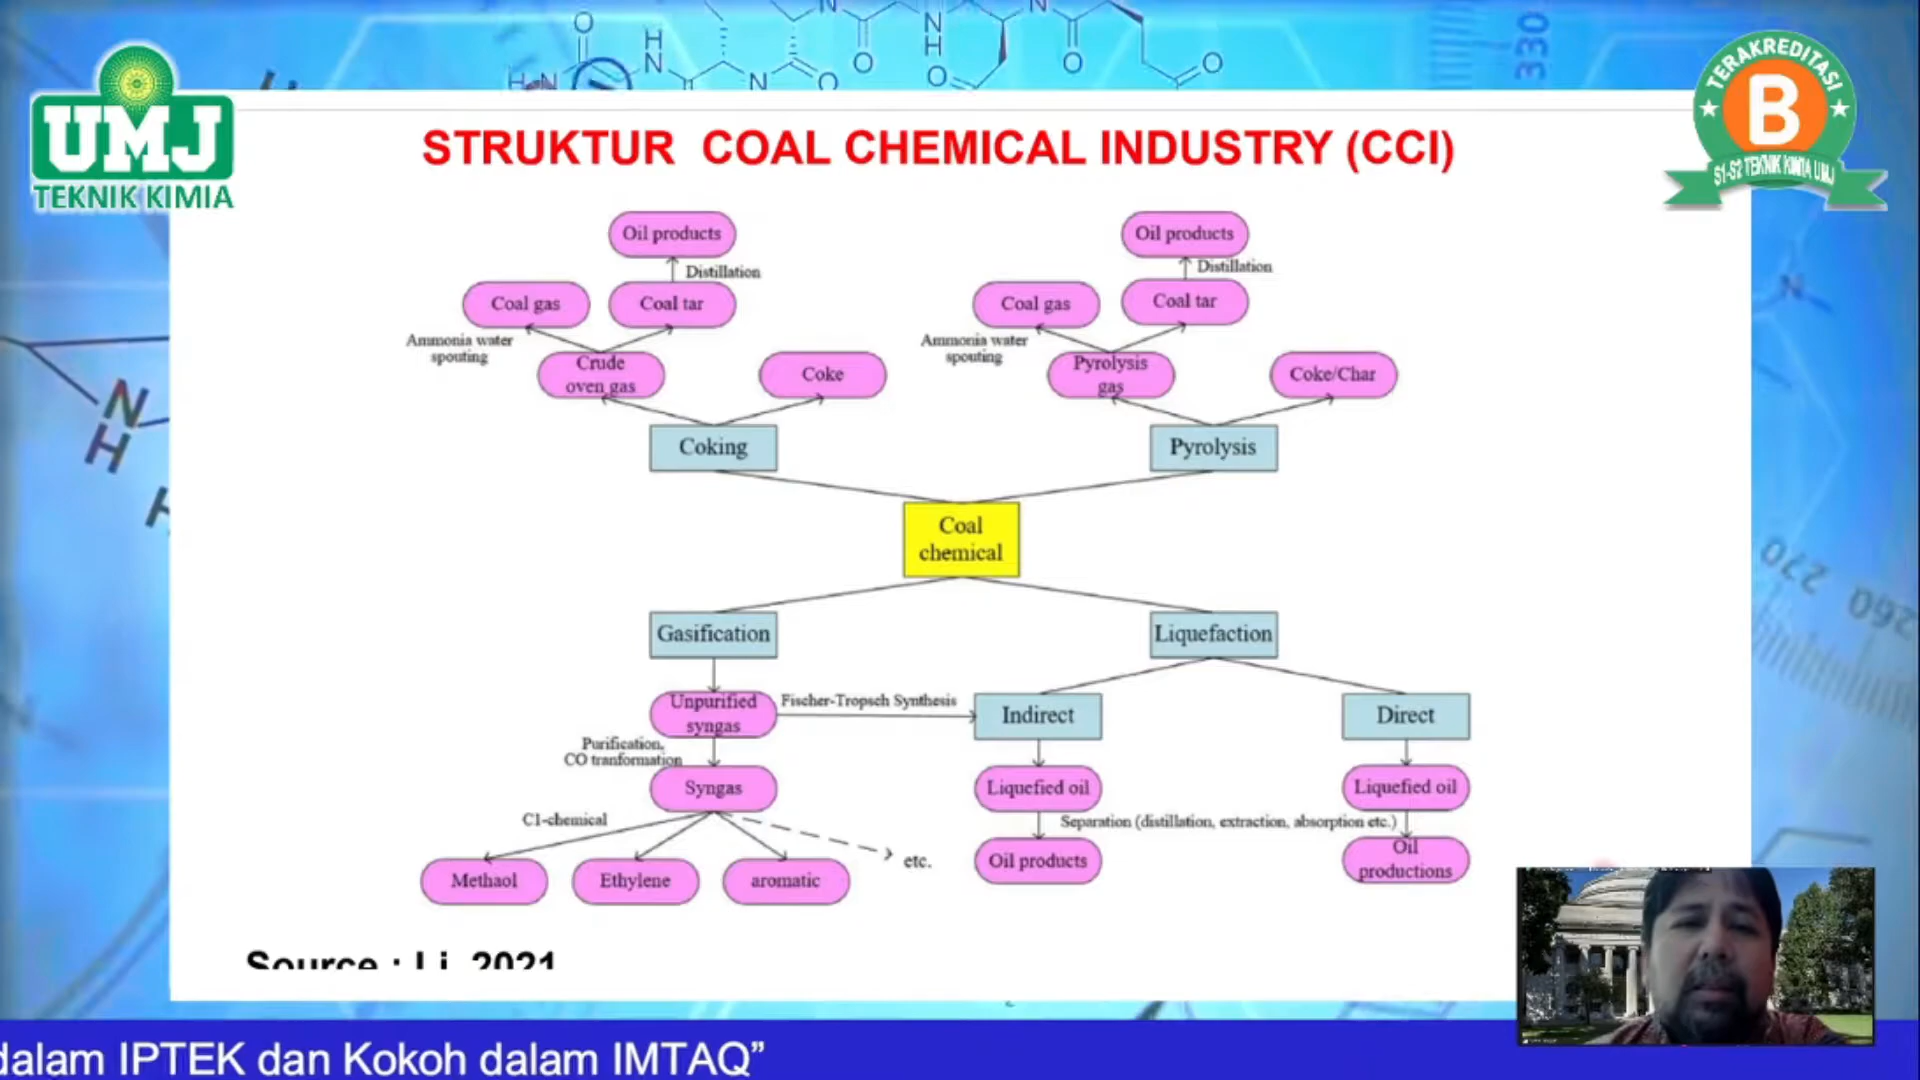 UMJ
TEKNIK KIMIA
TERAKREDITASI
B
S1-S2 TEKNIK KIMIA UMJ
STRUKTUR COAL CHEMICAL INDUSTRY (CCI)
Oil products
Distillation
Coal gas
Coal tar
Ammonia water
spouting
Crude
oven gas
Coke
Coking
Oil products
Distillation
Coal gas
Coal tar
Ammonia water
spouting
Pyrolysis
gas
Coke/Char
Pyrolysis
Coal
chemical
Gasification
Liquefaction
Unpurified
syngas
Fischer-Tropsch Synthesis
Indirect
Direct
Purification,
CO tranformation
Syngas
Liquefied oil
Liquefied oil
C1-chemical
Separation (distillation, extraction, absorption etc.)
etc.
Methaol
Ethylene
aromatic
Oil products
Oil
productions
Source : Li, 2021
dalam IPTEK dan Kokoh dalam IMTAQ”
O
H
N
H
N
N
O
O
N
H
O
N
O
O
330
N
H
H
N
270
260